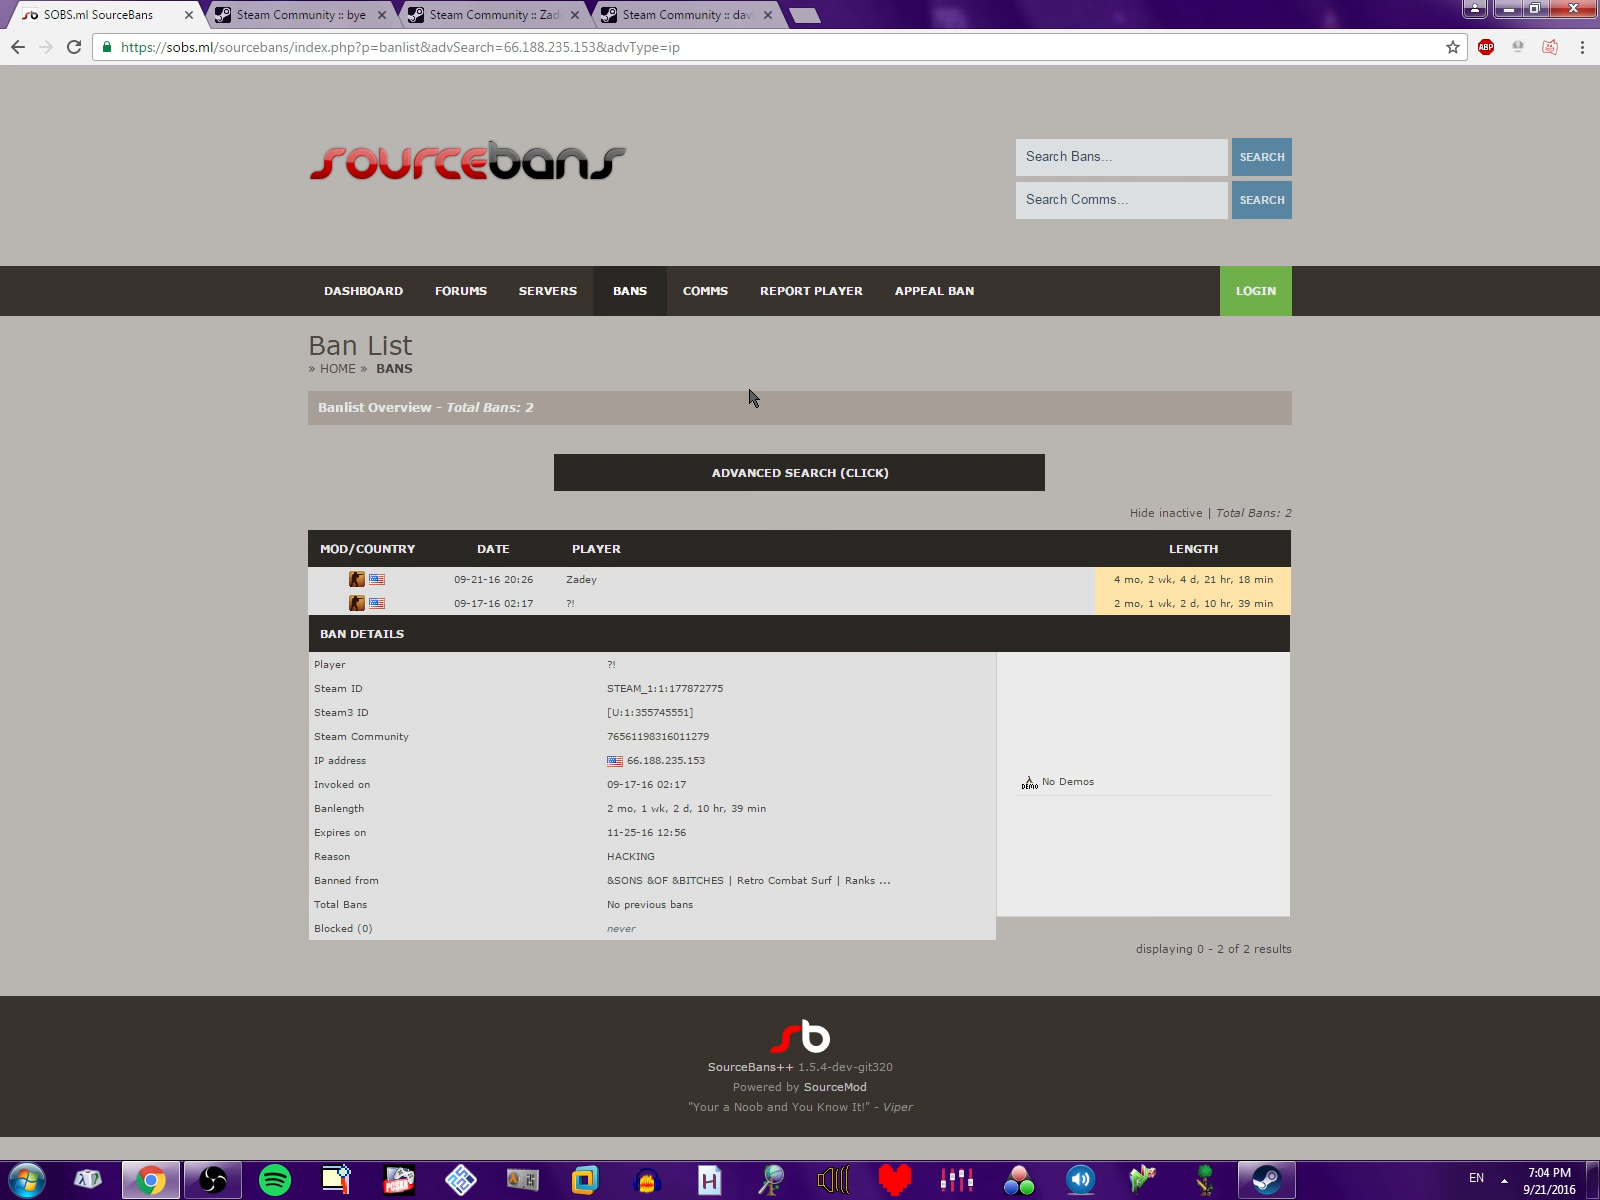 SOBS.ml SourceBans
Steam Community :: bye
Steam Community :: Zad
Steam Community :: dav
https://sobs.ml/sourcebans/index.php?p=banlist&advSearch=66.188.235.153&advType=ip
ABP
sourcebans
Search Bans...
SEARCH
Search Comms...
SEARCH
DASHBOARD FORUMS SERVERS BANS COMMS REPORT PLAYER APPEAL BAN LOGIN
Ban List
» HOME » BANS
Banlist Overview - Total Bans: 2
ADVANCED SEARCH (CLICK)
Hide inactive | Total Bans: 2
MOD/COUNTRY DATE PLAYER LENGTH
09-21-16 20:26 Zadey 4 mo, 2 wk, 4 d, 21 hr, 18 min
09-17-16 02:17 ?! 2 mo, 1 wk, 2 d, 10 hr, 39 min
BAN DETAILS
Player ?!
Steam ID STEAM_1:1:177872775
Steam3 ID [U:1:355745551]
Steam Community 76561198316011279
IP address 66.188.235.153
Invoked on 09-17-16 02:17
Banlength 2 mo, 1 wk, 2 d, 10 hr, 39 min
Expires on 11-25-16 12:56
Reason HACKING
Banned from &SONS &OF &BITCHES | Retro Combat Surf | Ranks ...
Total Bans No previous bans
Blocked (0) never
DEMO No Demos
displaying 0 - 2 of 2 results
sb
SourceBans++ 1.5.4-dev-git320
Powered by SourceMod
"Your a Noob and You Know It!" - Viper
PCSXR
H
EN
7:04 PM
9/21/2016